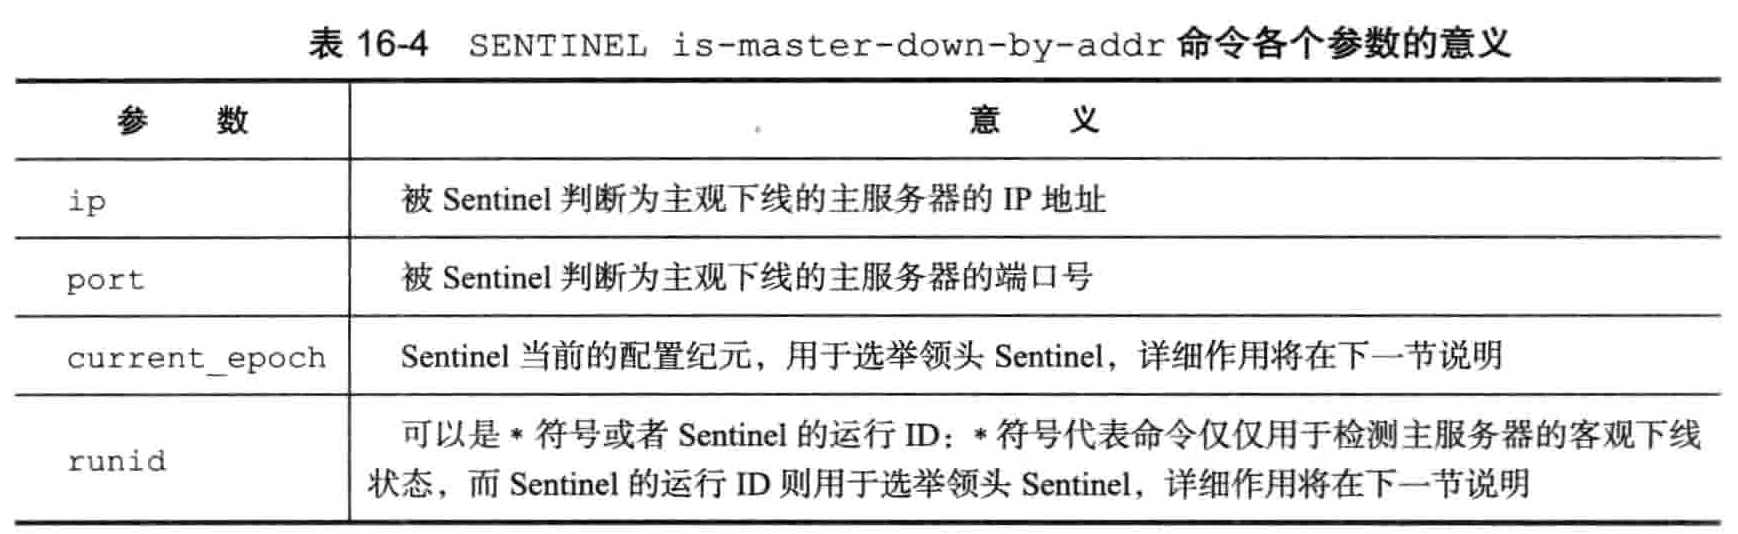 表 16-4 SENTINEL is-master-down-by-addr 命令各个参数的意义
参 数
意 义
ip
被 Sentinel 判断为主观下线的主服务器的 IP 地址
port
被 Sentinel 判断为主观下线的主服务器的端口号
current_epoch
Sentinel 当前的配置纪元，用于选举领头 Sentinel，详细作用将在下一节说明
runid
可以是 * 符号或者 Sentinel 的运行 ID：* 符号代表命令仅仅用于检测主服务器的客观下线
状态，而 Sentinel 的运行 ID 则用于选举领头 Sentinel，详细作用将在下一节说明